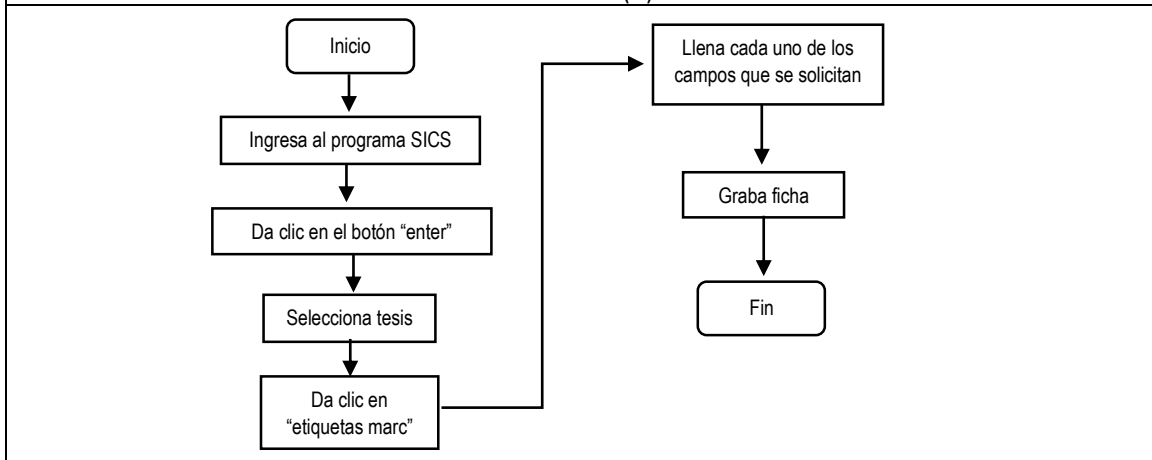 Inicio
Ingresa al programa SICS
Da clic en el botón “enter”
Selecciona tesis
Da clic en
“etiquetas marc”
Llena cada uno de los
campos que se solicitan
Graba ficha
Fin